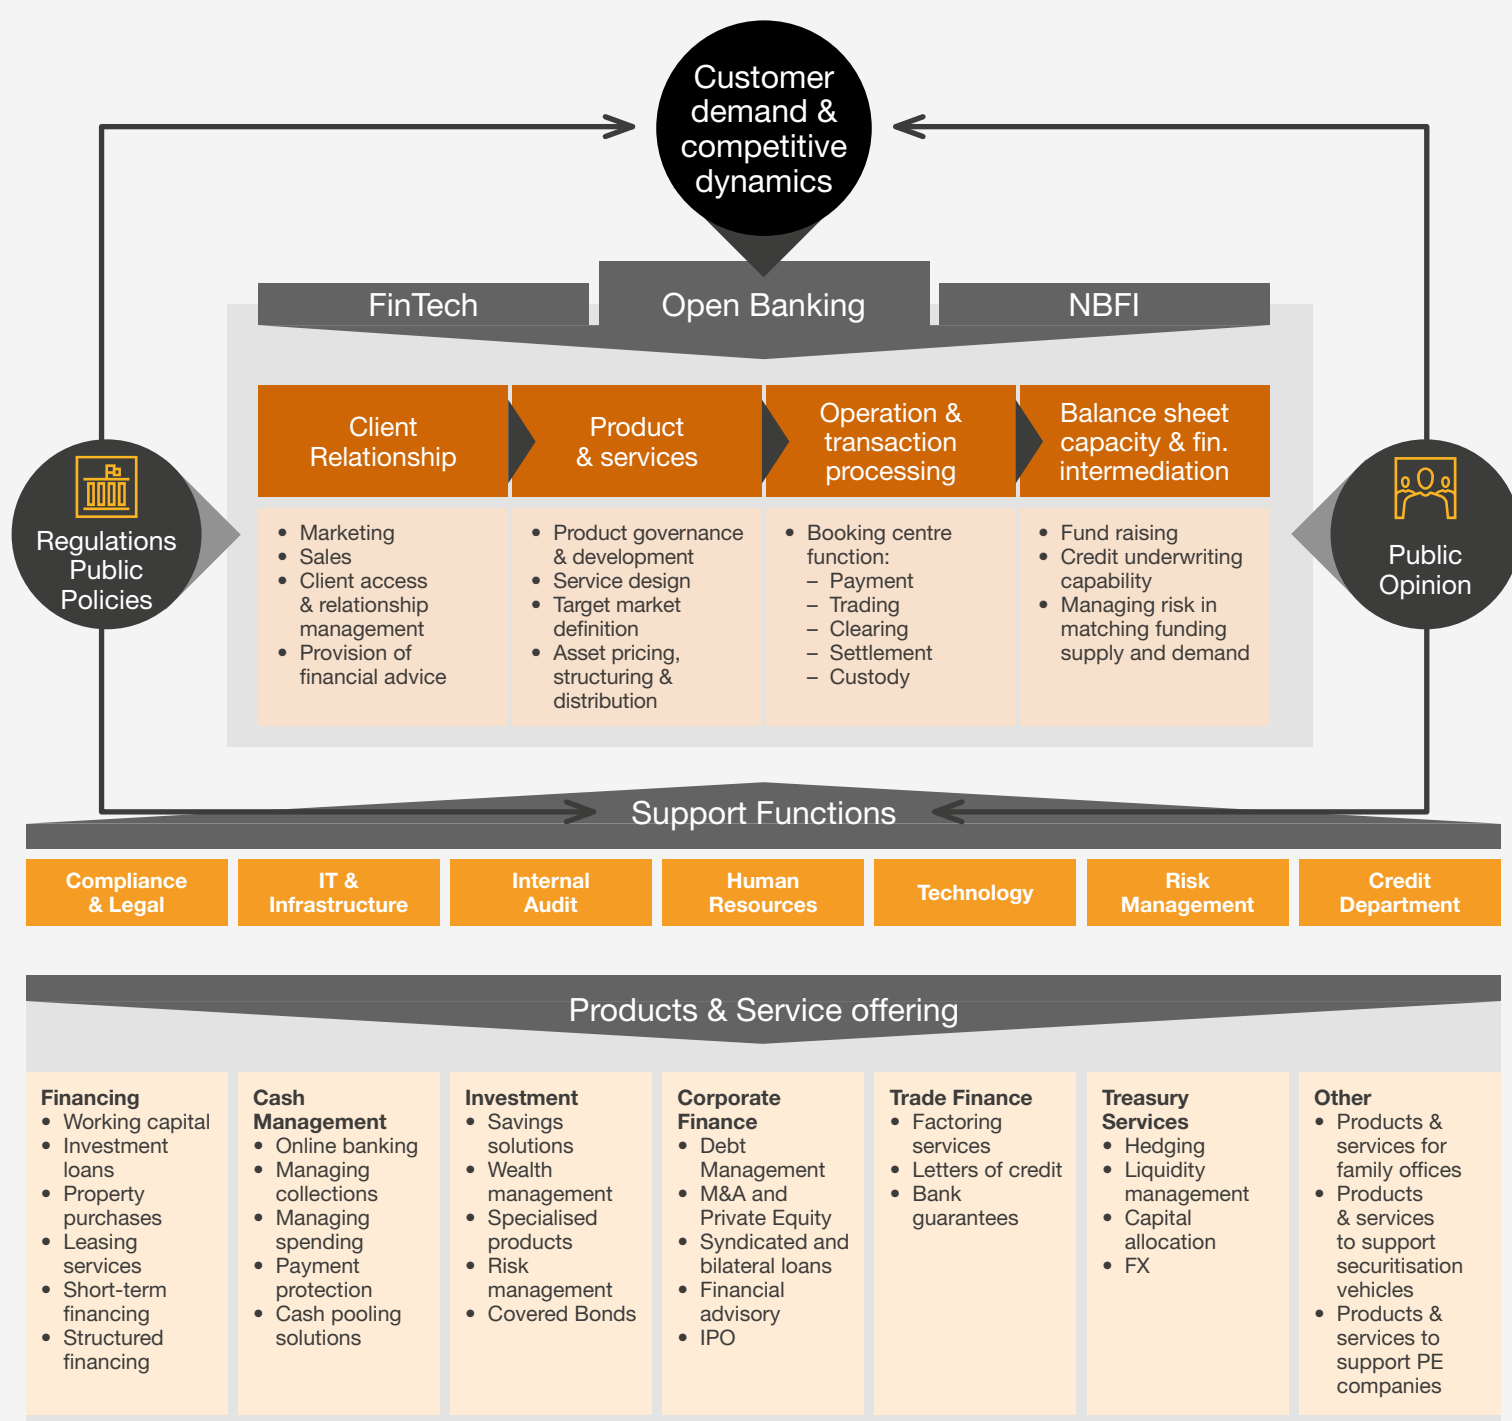 Customer
demand &
competitive
dynamics
FinTech
Open Banking
NBFI
Regulations
Public
Policies
Public
Opinion
Client
Relationship
• Marketing
• Sales
• Client access
& relationship
management
• Provision of
financial advice
Product
& services
• Product governance
& development
• Service design
• Target market
definition
• Asset pricing,
structuring &
distribution
Operation &
transaction
processing
• Booking centre
function:
– Payment
– Trading
– Clearing
– Settlement
– Custody
Balance sheet
capacity & fin.
intermediation
• Fund raising
• Credit underwriting
capability
• Managing risk in
matching funding
supply and demand
Support Functions
Compliance
& Legal
IT &
Infrastructure
Internal
Audit
Human
Resources
Technology
Risk
Management
Credit
Department
Products & Service offering
Financing
• Working capital
• Investment
loans
• Property
purchases
• Leasing
services
• Short-term
financing
• Structured
financing
Cash
Management
• Online banking
• Managing
collections
• Managing
spending
• Payment
protection
• Cash pooling
solutions
Investment
• Savings
solutions
• Wealth
management
• Specialised
products
• Risk
management
• Covered Bonds
Corporate
Finance
• Debt
Management
• M&A and
Private Equity
• Syndicated and
bilateral loans
• Financial
advisory
• IPO
Trade Finance
• Factoring
services
• Letters of credit
• Bank
guarantees
Treasury
Services
• Hedging
• Liquidity
management
• Capital
allocation
• FX
Other
• Products &
services for
family offices
• Products
& services
to support
securitisation
vehicles
• Products &
services to
support PE
companies